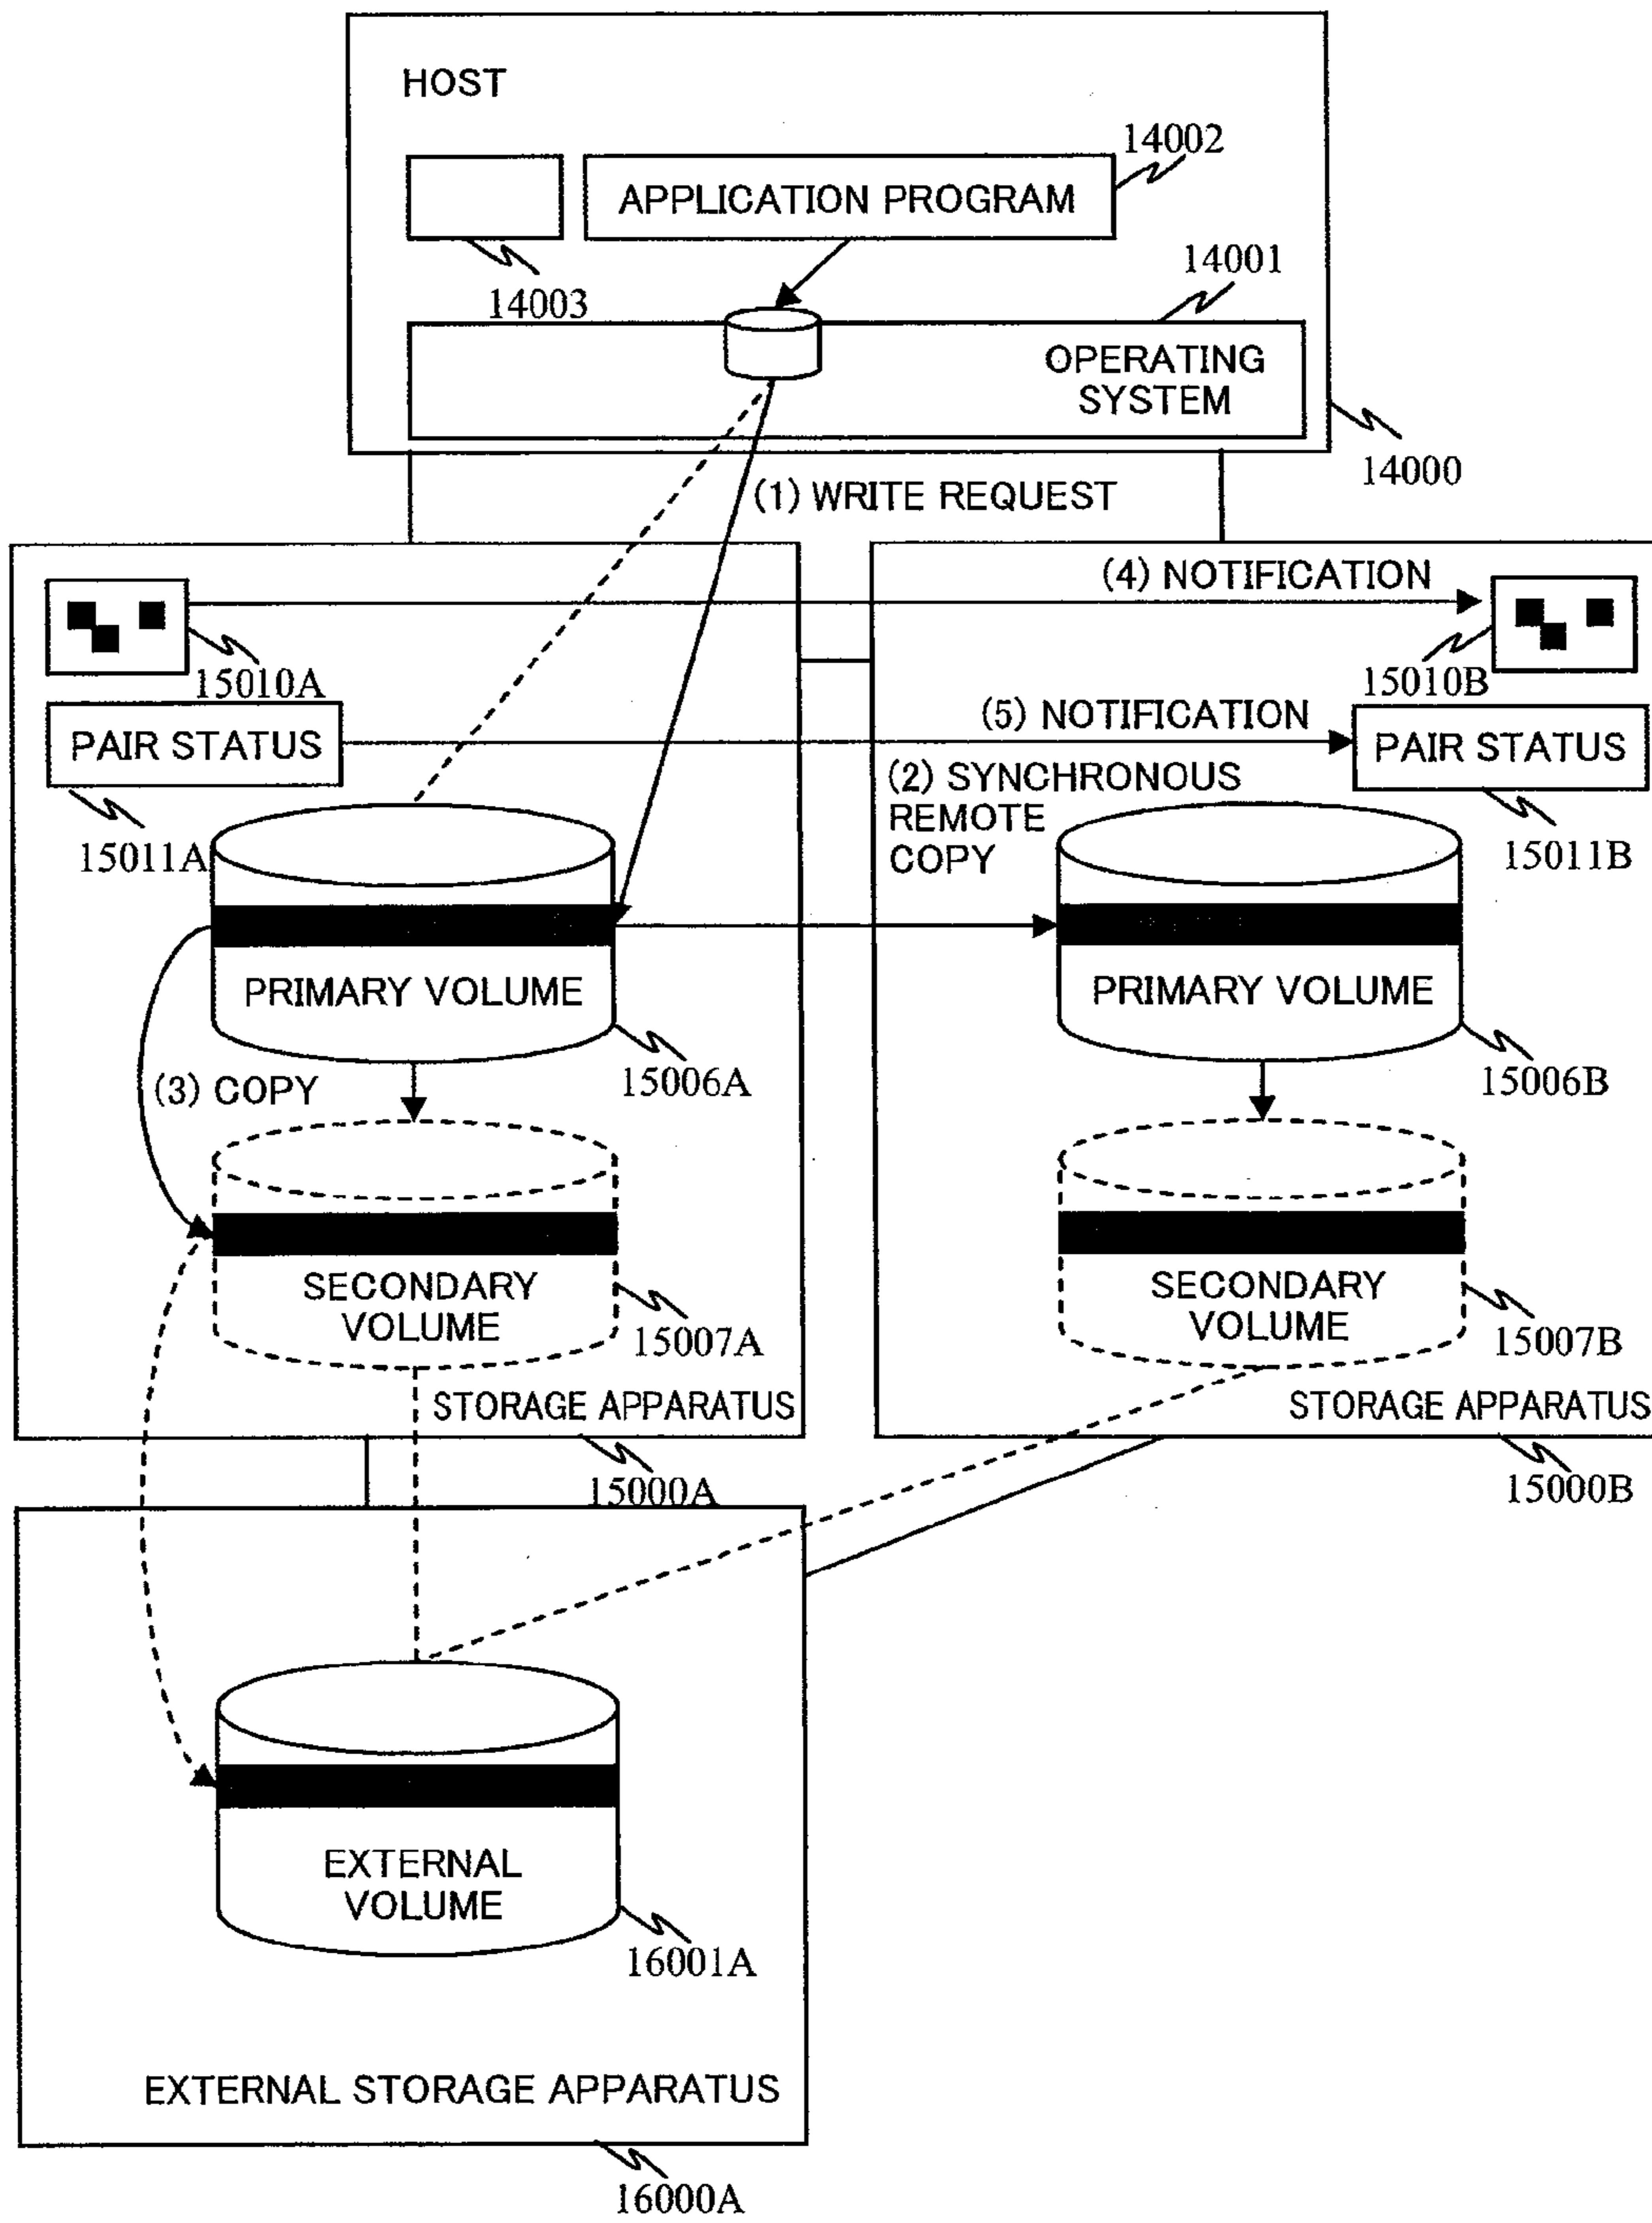 HOST
14002
APPLICATION PROGRAM
14001
14003
OPERATING
SYSTEM
14000
(1) WRITE REQUEST
(4) NOTIFICATION
15010A
15010B
(5) NOTIFICATION
PAIR STATUS
PAIR STATUS
(2) SYNCHRONOUS
REMOTE
COPY
15011A
15011B
PRIMARY VOLUME
PRIMARY VOLUME
15006A
15006B
(3) COPY
SECONDARY
VOLUME
15007A
SECONDARY
VOLUME
15007B
STORAGE APPARATUS
STORAGE APPARATUS
15000A
15000B
EXTERNAL
VOLUME
16001A
EXTERNAL STORAGE APPARATUS
16000A